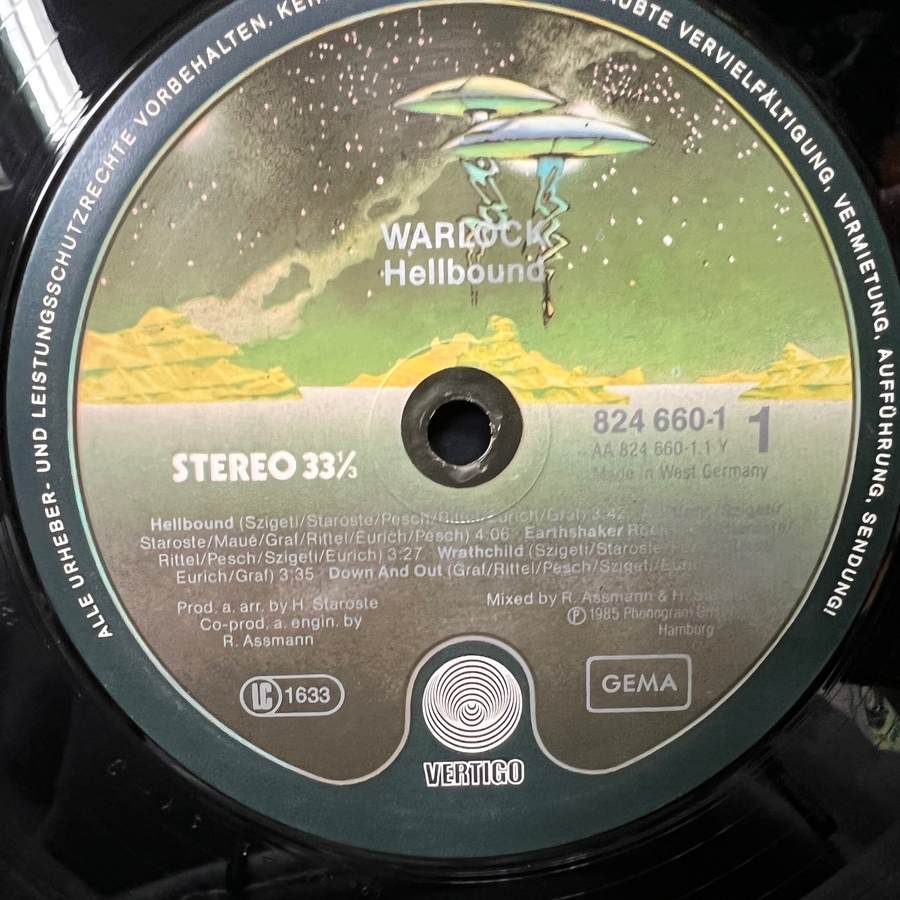 ALLE URHEBER- UND LEISTUNGSSCHUTZRECHTE VORBEHALTEN. KEINE
VERVIELFÄLTIGUNG, VERMIETUNG, AUFFÜHRUNG, SENDUNG!
WARLOCK
Hellbound
824 660-1 1
AA 824 660-1.1 Y
Made in West Germany
STEREO 33⅓
Hellbound (Szigeti/Staroste/Pesch/Rittel/Eurich/Graf) 3:42
Staroste/Maué/Graf/Rittel/Eurich/Pesch) 4:06 Earthshaker
Rittel/Pesch/Szigeti/Eurich) 3:27 Wrathchild (Szigeti/Staroste
Eurich/Graf) 3:35 Down And Out (Graf/Rittel/Pesch/Szigeti
Prod. a. arr. by H. Staroste
Co-prod. a. engin. by
R. Assmann
Mixed by R. Assmann & H.
Ⓟ 1985 Phonogram
Hamburg
LC 1633
GEMA
VERTIGO